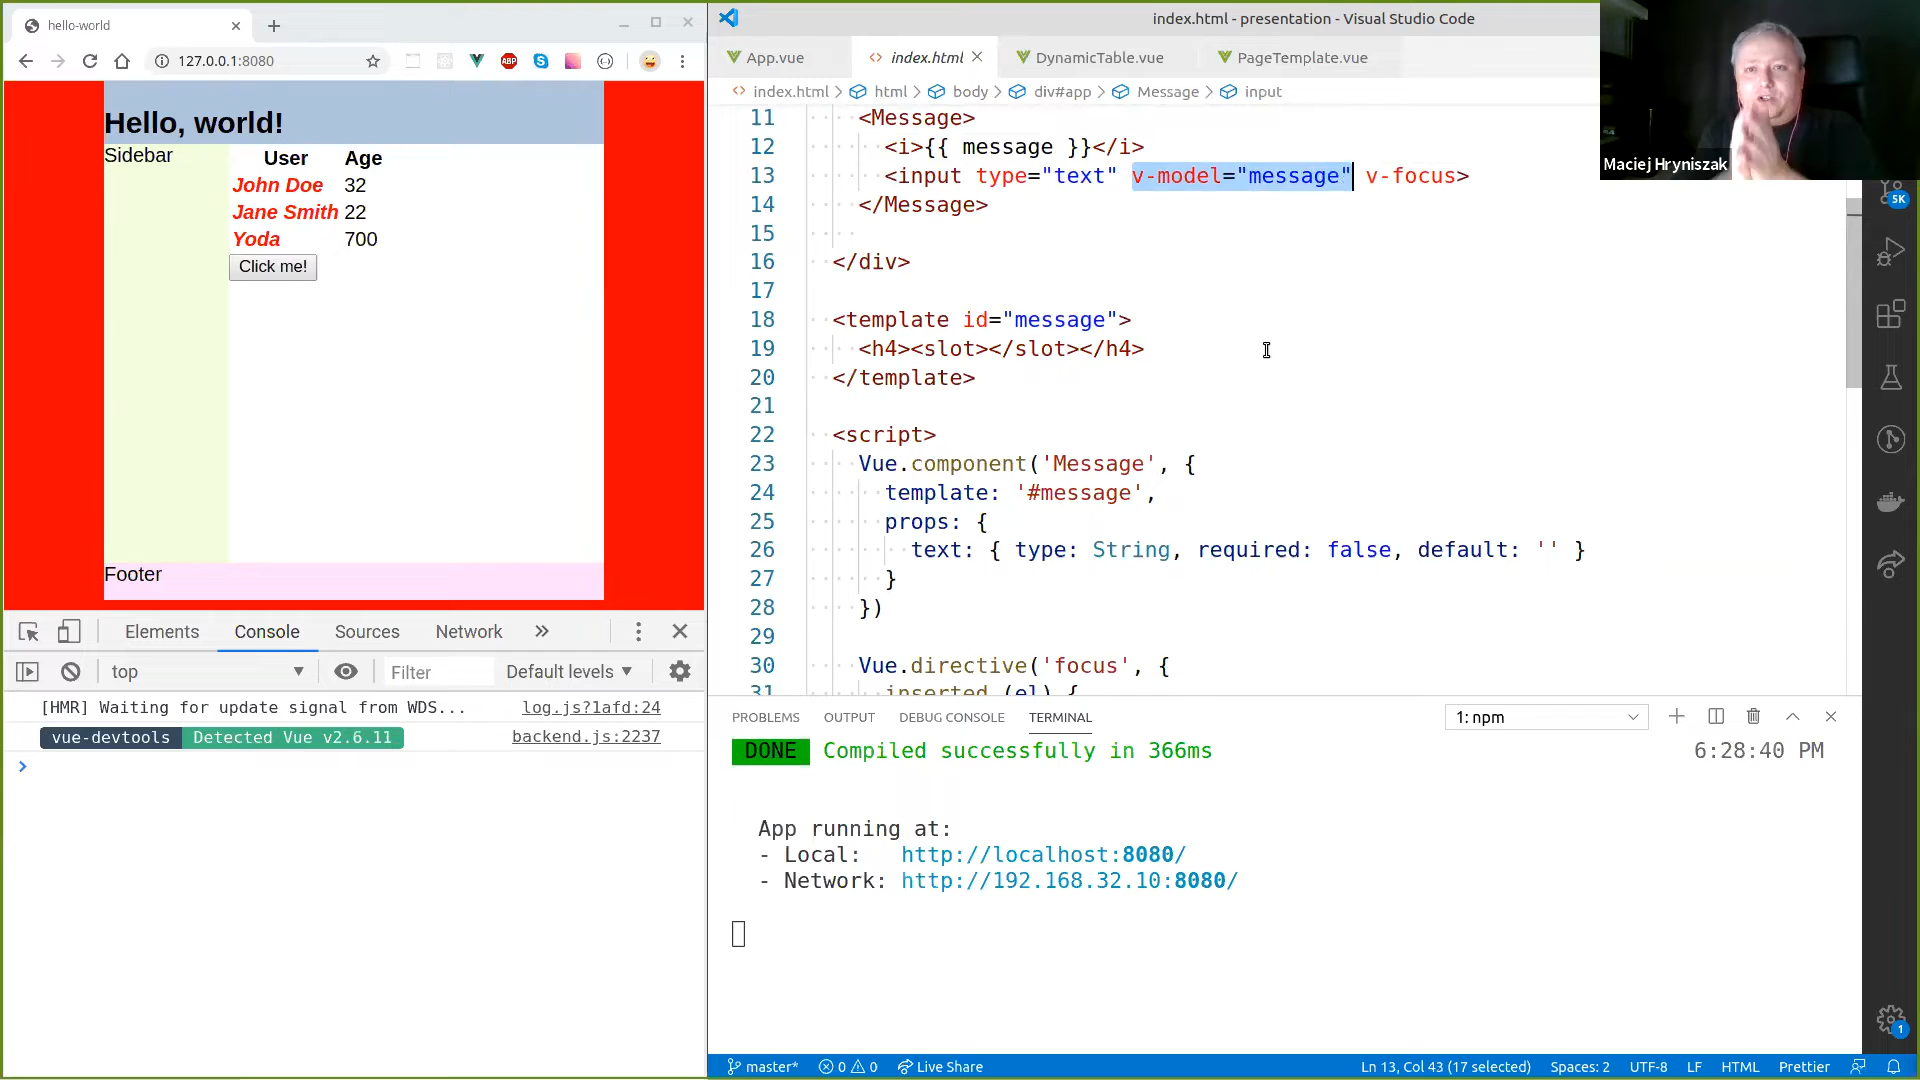 hello-world
127.0.0.1:8080
ABP
Hello, world!
Sidebar
User Age
John Doe 32
Jane Smith 22
Yoda 700
Click me!
Footer
Elements Console Sources Network
top Filter Default levels
[HMR] Waiting for update signal from WDS... log.js?1afd:24
vue-devtools Detected Vue v2.6.11 backend.js:2237
index.html - presentation - Visual Studio Code
App.vue index.html DynamicTable.vue PageTemplate.vue
index.html > html > body > div#app > Message > input
11 <Message>
12 <i>{{ message }}</i>
13 <input type="text" v-model="message" v-focus>
14 </Message>
15
16 </div>
17
18 <template id="message">
19 <h4><slot></slot></h4>
20 </template>
21
22 <script>
23 Vue.component('Message', {
24 template: '#message',
25 props: {
26 text: { type: String, required: false, default: '' }
27 }
28 })
29
30 Vue.directive('focus', {
31 inserted (el) {
Maciej Hryniszak
5K
PROBLEMS OUTPUT DEBUG CONSOLE TERMINAL 1: npm
DONE Compiled successfully in 366ms 6:28:40 PM
App running at:
- Local: http://localhost:8080/
- Network: http://192.168.32.10:8080/
1
master* 0 0 Live Share Ln 13, Col 43 (17 selected) Spaces: 2 UTF-8 LF HTML Prettier